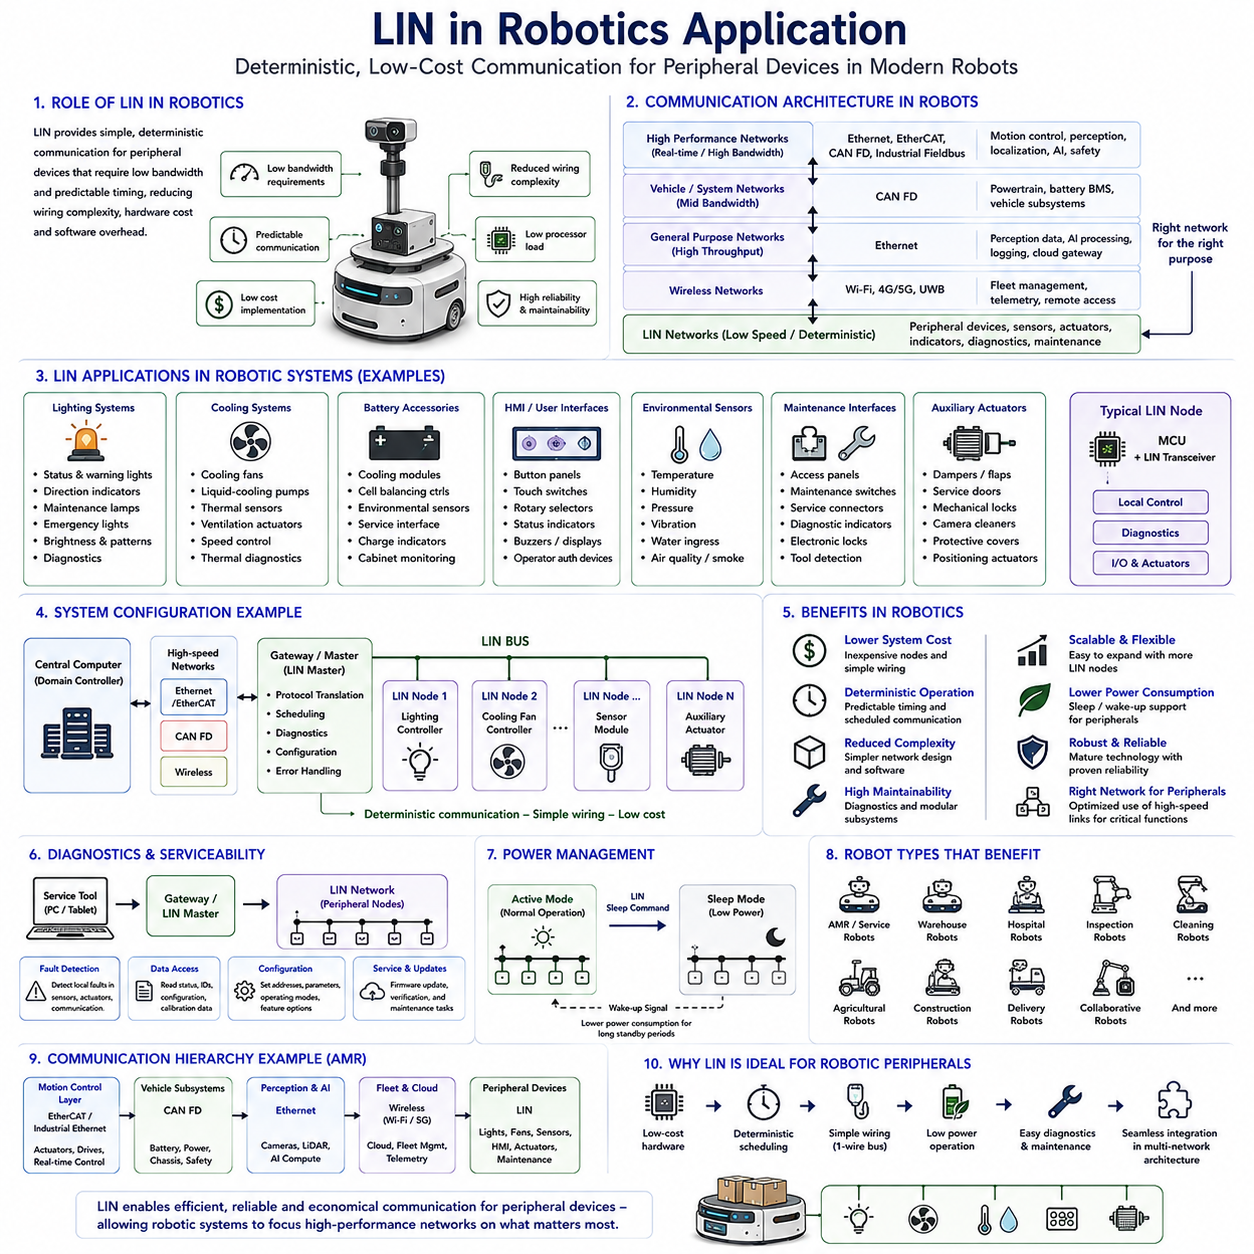 LIN in Robotics Application
Deterministic, Low-Cost Communication for Peripheral Devices in Modern Robots
1. ROLE OF LIN IN ROBOTICS
LIN provides simple, deterministic
communication for peripheral
devices that require low bandwidth
and predictable timing, reducing
wiring complexity, hardware cost
and software overhead.
Low bandwidth
requirements
Predictable
communication
Low cost
implementation
Reduced wiring
complexity
Low processor
load
High reliability
& maintainability
2. COMMUNICATION ARCHITECTURE IN ROBOTS
High Performance Networks
(Real-time / High Bandwidth)
Ethernet, EtherCAT,
CAN FD, Industrial Fieldbus
Motion control, perception,
localization, AI, safety
Vehicle / System Networks
(Mid Bandwidth)
CAN FD
Powertrain, battery BMS,
vehicle subsystems
General Purpose Networks
(High Throughput)
Ethernet
Perception data, AI processing,
logging, cloud gateway
Wireless Networks
Wi-Fi, 4G/5G, UWB
Fleet management,
telemetry, remote access
LIN Networks (Low Speed / Deterministic)
Peripheral devices, sensors, actuators,
indicators, diagnostics, maintenance
Right network
for the right
purpose
3. LIN APPLICATIONS IN ROBOTIC SYSTEMS (EXAMPLES)
Lighting Systems
• Status & warning lights
• Direction indicators
• Maintenance lamps
• Emergency lights
• Brightness & patterns
• Diagnostics
Cooling Systems
• Cooling fans
• Liquid-cooling pumps
• Thermal sensors
• Ventilation actuators
• Speed control
• Thermal diagnostics
Battery Accessories
• Cooling modules
• Cell balancing ctrls
• Environmental sensors
• Service interface
• Charge indicators
• Cabinet monitoring
HMI / User Interfaces
• Button panels
• Touch switches
• Rotary selectors
• Status indicators
• Buzzers / displays
• Operator auth devices
Environmental Sensors
• Temperature
• Humidity
• Pressure
• Vibration
• Water ingress
• Air quality / smoke
Maintenance Interfaces
• Access panels
• Maintenance switches
• Service connectors
• Diagnostic indicators
• Electronic locks
• Tool detection
Auxiliary Actuators
• Dampers / flaps
• Service doors
• Mechanical locks
• Camera cleaners
• Protective covers
• Positioning actuators
Typical LIN Node
MCU
+ LIN Transceiver
Local Control
Diagnostics
I/O & Actuators
4. SYSTEM CONFIGURATION EXAMPLE
Central Computer
(Domain Controller)
High-speed
Networks
Ethernet
/EtherCAT
CAN FD
Wireless
Gateway / Master
(LIN Master)
• Protocol Translation
• Scheduling
• Diagnostics
• Configuration
• Error Handling
LIN BUS
LIN Node 1
Lighting
Controller
LIN Node 2
Cooling Fan
Controller
...
LIN Node ...
Sensor
Module
LIN Node N
Auxiliary
Actuator
Deterministic communication – Simple wiring – Low cost
5. BENEFITS IN ROBOTICS
Lower System Cost
Inexpensive nodes and
simple wiring
Deterministic Operation
Predictable timing and
scheduled communication
Reduced Complexity
Simpler network design
and software
High Maintainability
Diagnostics and modular
subsystems
Scalable & Flexible
Easy to expand with more
LIN nodes
Lower Power Consumption
Sleep / wake-up support
for peripherals
Robust & Reliable
Mature technology with
proven reliability
Right Network for Peripherals
Optimized use of high-speed
links for critical functions
6. DIAGNOSTICS & SERVICEABILITY
Service Tool
(PC / Tablet)
Gateway /
LIN Master
LIN Network
(Peripheral Nodes)
Fault Detection
Detect local faults in
sensors, actuators,
communication.
Data Access
Read status, IDs,
configuration,
calibration data
Configuration
Set addresses, parameters,
operating modes,
feature options
Service & Updates
Firmware update,
verification, and
maintenance tasks
7. POWER MANAGEMENT
Active Mode
(Normal Operation)
LIN
Sleep Command
Sleep Mode
(Low Power)
Wake-up Signal
Lower power consumption for
long standby periods
8. ROBOT TYPES THAT BENEFIT
AMR / Service
Robots
Warehouse
Robots
Hospital
Robots
Inspection
Robots
Cleaning
Robots
Agricultural
Robots
Construction
Robots
Delivery
Robots
Collaborative
Robots
...
And more
9. COMMUNICATION HIERARCHY EXAMPLE (AMR)
Motion Control
Layer
EtherCAT /
Industrial Ethernet
Actuators, Drives,
Real-time Control
Vehicle Subsystems
CAN FD
Battery, Power,
Chassis, Safety
Perception & AI
Ethernet
Cameras, LiDAR,
AI Compute
Fleet & Cloud
Wireless
(Wi-Fi / 5G)
Cloud, Fleet Mgmt,
Telemetry
Peripheral Devices
LIN
Lights, Fans, Sensors,
HMI, Actuators,
Maintenance
LIN enables efficient, reliable and economical communication for peripheral devices –
allowing robotic systems to focus high-performance networks on what matters most.
10. WHY LIN IS IDEAL FOR ROBOTIC PERIPHERALS
Low-cost
hardware
Deterministic
scheduling
Simple wiring
(1-wire bus)
Low power
operation
Easy diagnostics
& maintenance
Seamless integration
in multi-network
architecture